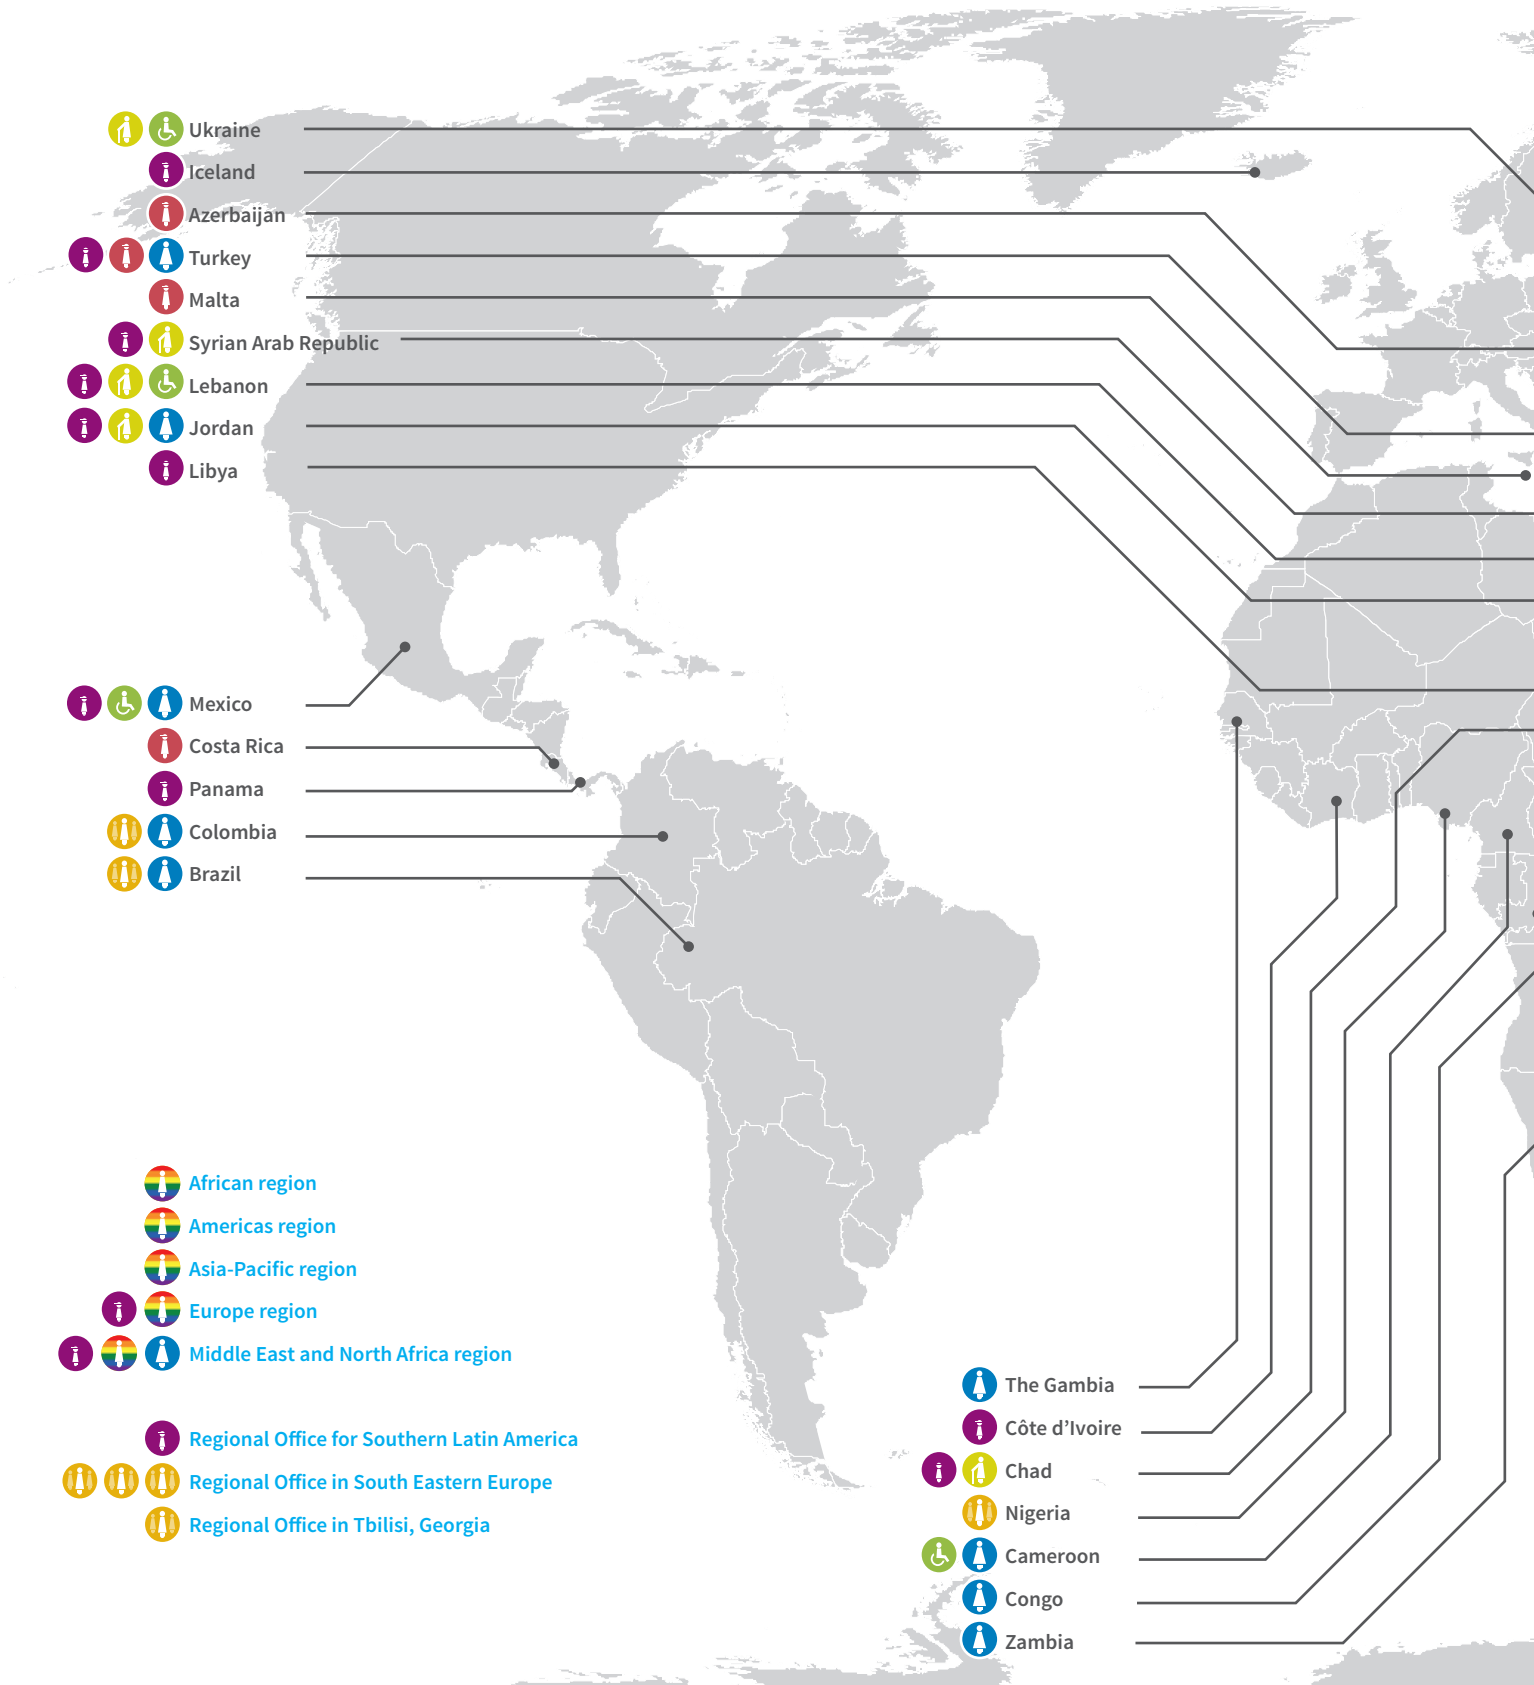 Ukraine
Iceland
Azerbaijan
Turkey
Malta
Syrian Arab Republic
Lebanon
Jordan
Libya
Mexico
Costa Rica
Panama
Colombia
Brazil
African region
Americas region
Asia-Pacific region
Europe region
Middle East and North Africa region
Regional Office for Southern Latin America
Regional Office in South Eastern Europe
Regional Office in Tbilisi, Georgia
The Gambia
Côte d’Ivoire
Chad
Nigeria
Cameroon
Congo
Zambia